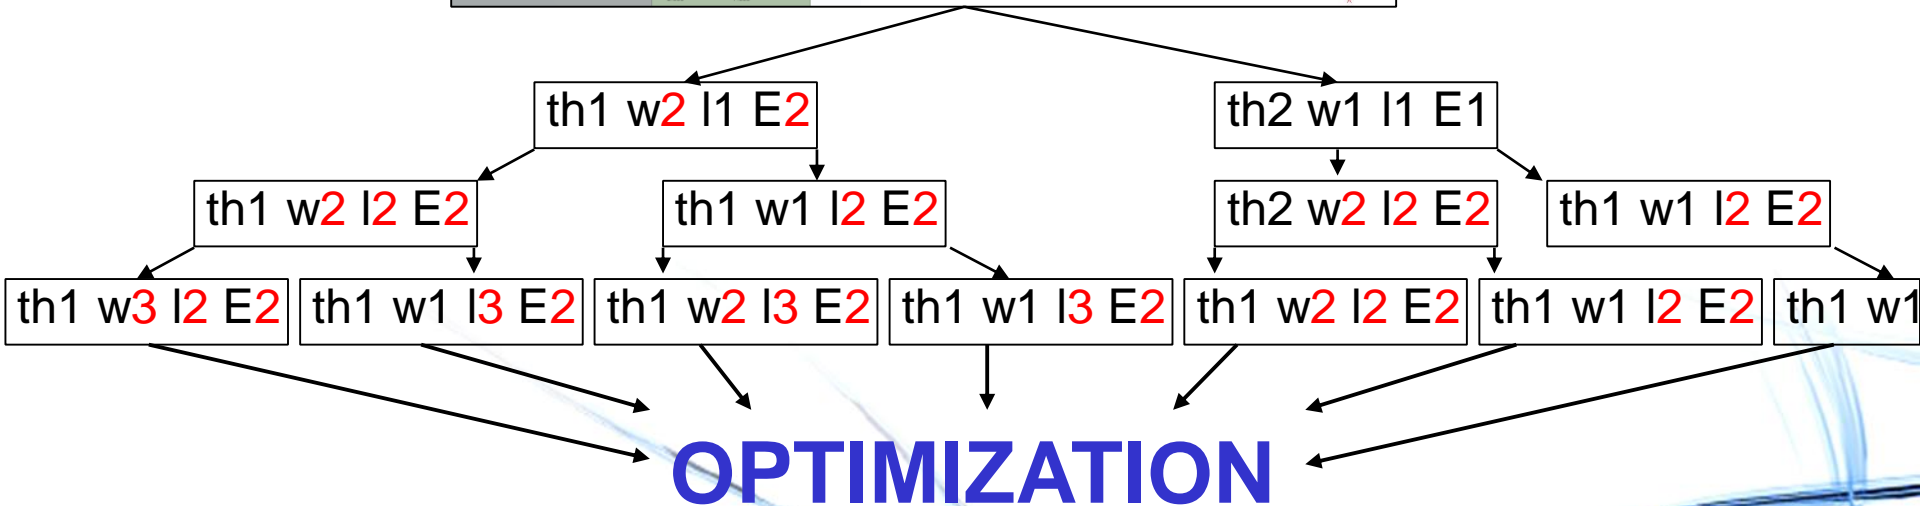 th1 w2 l1 E2
th2 w1 l1 E1
th1 w2 l2 E2
th1 w1 l2 E2
th2 w2 l2 E2
th1 w1 l2 E2
th1 w3 l2 E2
th1 w1 l3 E2
th1 w2 l3 E2
th1 w1 l3 E2
th1 w2 l2 E2
th1 w1 l2 E2
th1 w1
OPTIMIZATION